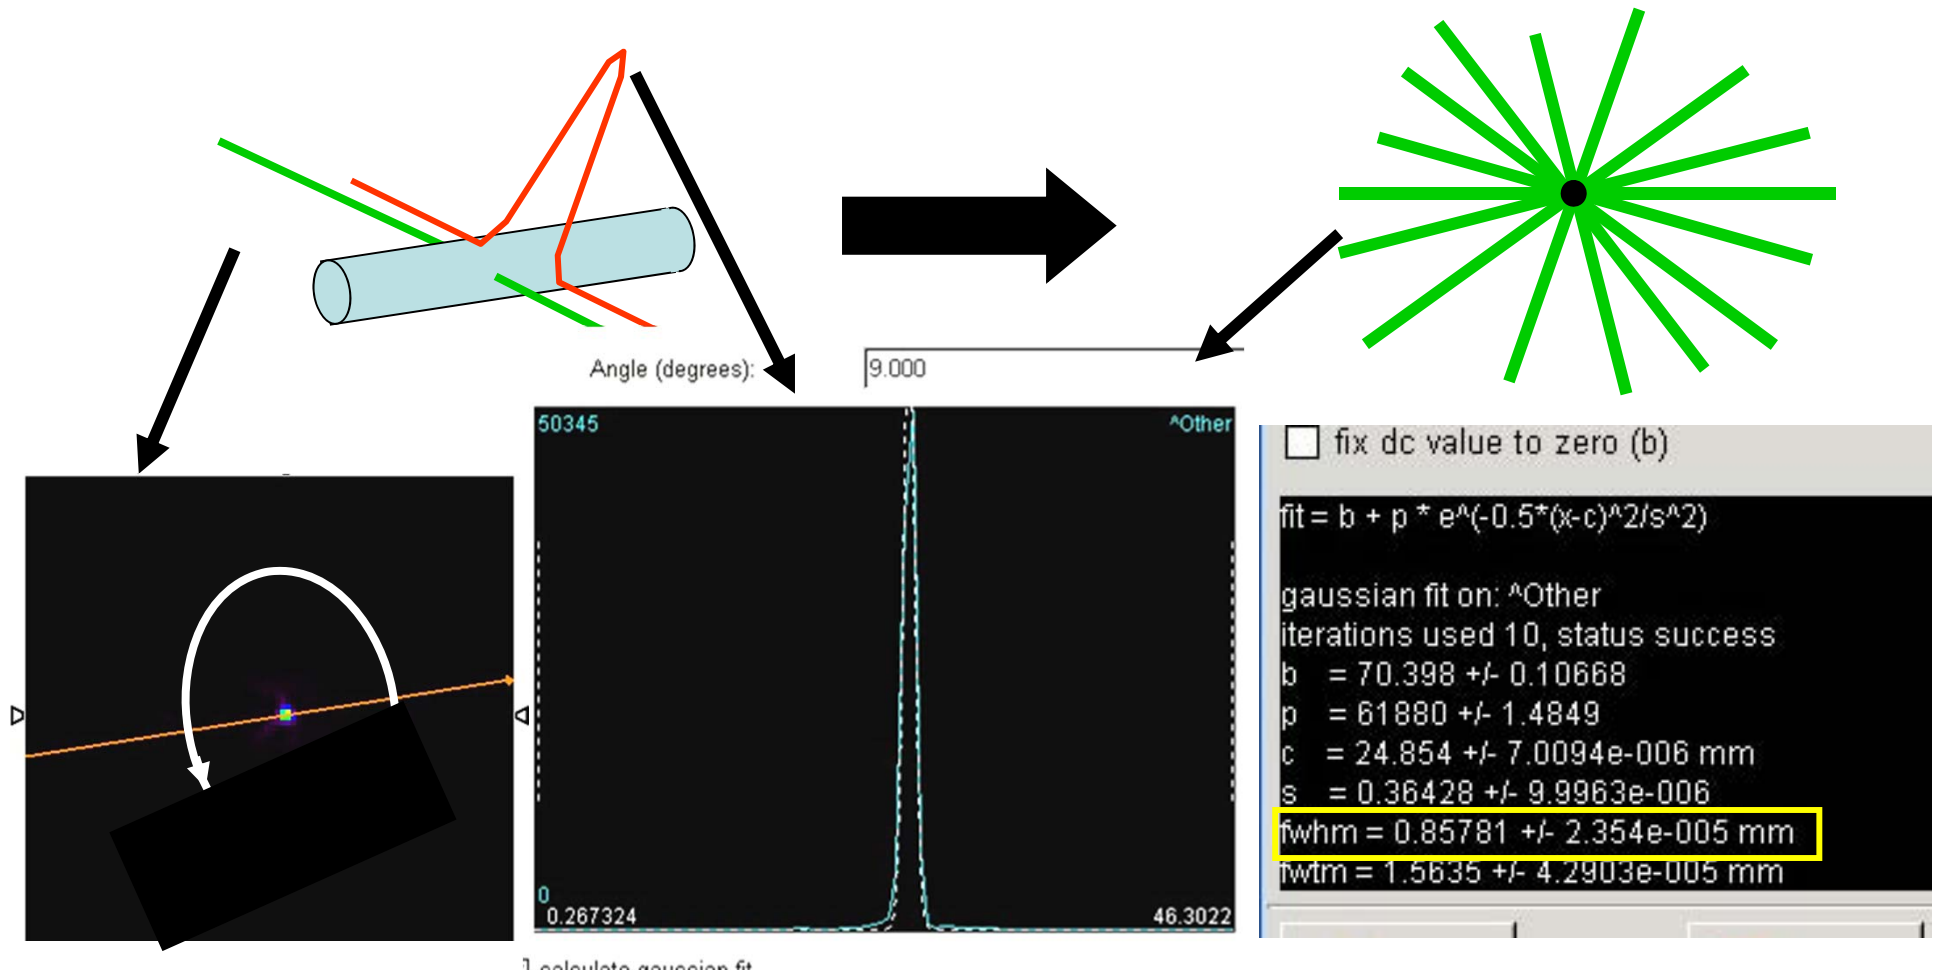 Angle (degrees): 9.000
50345 ^Other
0
0.267324 46.3022
calculate gaussian fit
fix dc value to zero (b)
fit = b + p * e^(-0.5*(x-c)^2/s^2)
gaussian fit on: ^Other
iterations used 10, status success
b = 70.398 +/- 0.10668
p = 61880 +/- 1.4849
c = 24.854 +/- 7.0094e-006 mm
s = 0.36428 +/- 9.9963e-006
fwhm = 0.85781 +/- 2.354e-005 mm
fwtm = 1.5635 +/- 4.2903e-005 mm